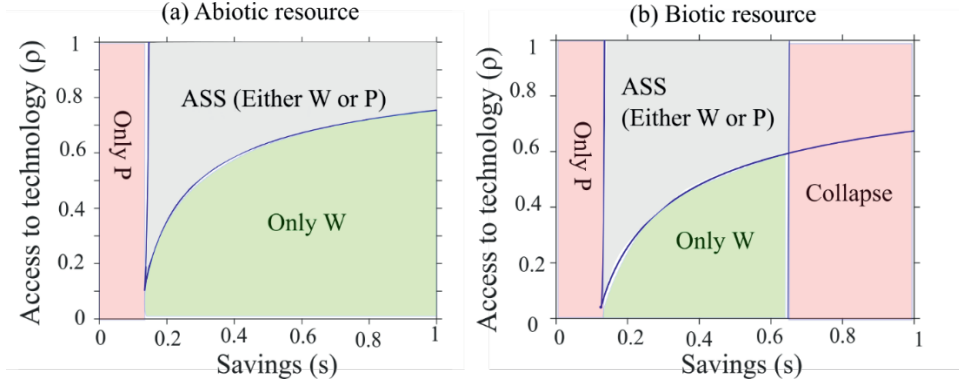 (a) Abiotic resource
Access to technology (ρ)
1
0.8
0.6
0.4
0.2
0
Only P
ASS (Either W or P)
Only W
0
0.2
0.4
0.6
0.8
1
Savings (s)
(b) Biotic resource
Access to technology (ρ)
1
0.8
0.6
0.4
0.2
0
Only P
ASS
(Either W or P)
Only W
Collapse
0
0.2
0.4
0.6
0.8
1
Savings (s)